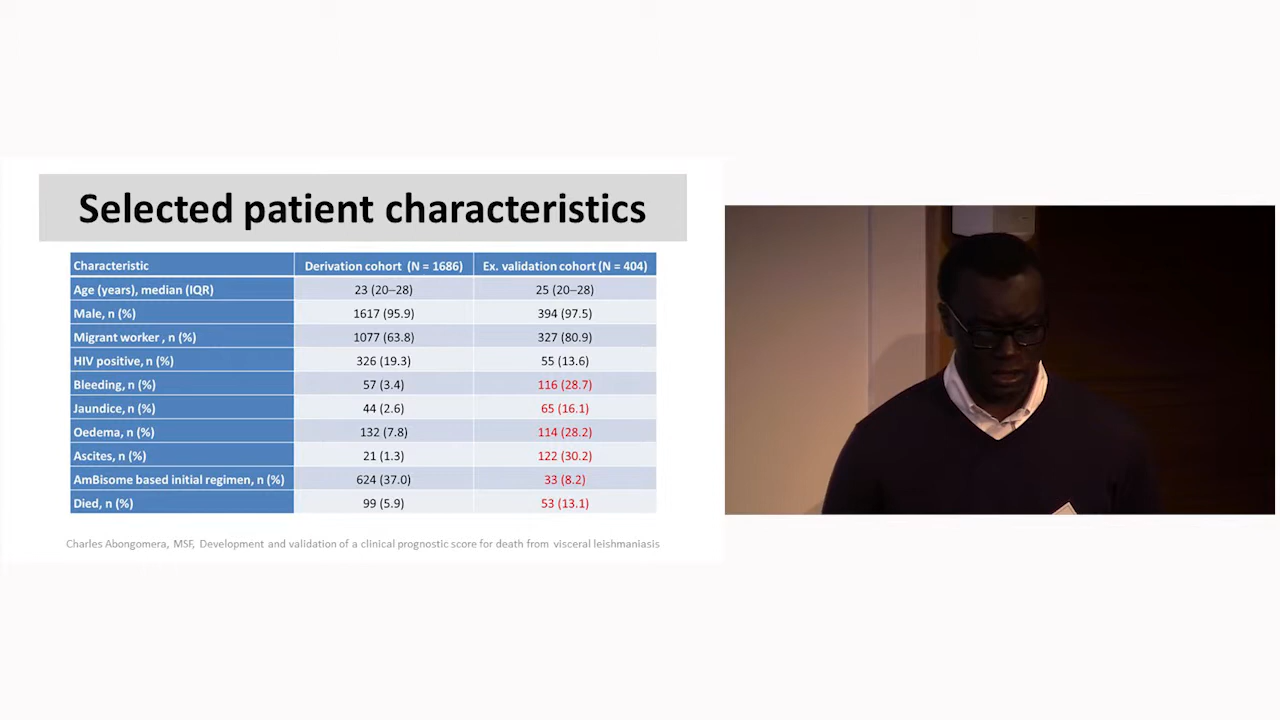 Selected patient characteristics
Characteristic Derivation cohort (N = 1686) Ex. validation cohort (N = 404)
Age (years), median (IQR) 23 (20–28) 25 (20–28)
Male, n (%) 1617 (95.9) 394 (97.5)
Migrant worker , n (%) 1077 (63.8) 327 (80.9)
HIV positive, n (%) 326 (19.3) 55 (13.6)
Bleeding, n (%) 57 (3.4) 116 (28.7)
Jaundice, n (%) 44 (2.6) 65 (16.1)
Oedema, n (%) 132 (7.8) 114 (28.2)
Ascites, n (%) 21 (1.3) 122 (30.2)
AmBisome based initial regimen, n (%) 624 (37.0) 33 (8.2)
Died, n (%) 99 (5.9) 53 (13.1)
Charles Abongomera, MSF, Development and validation of a clinical prognostic score for death from visceral leishmaniasis